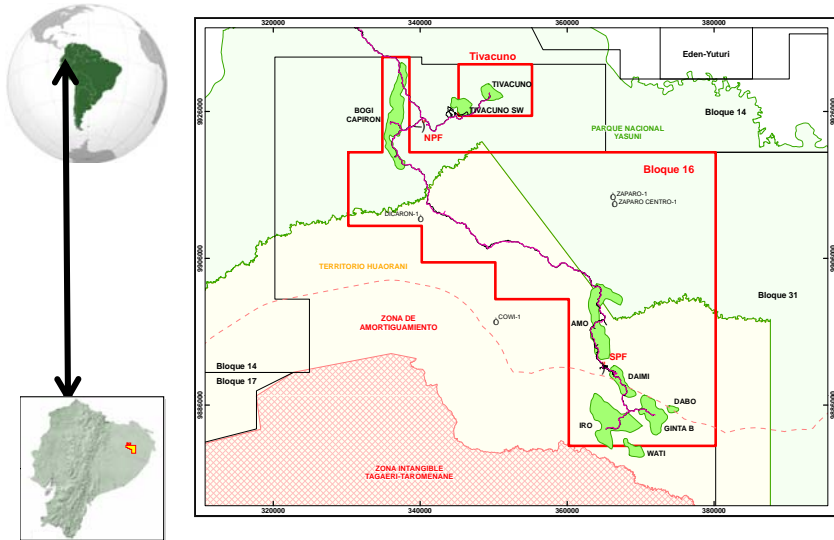 320000
340000
360000
380000
Eden-Yuturi
Tivacuno
TIVACUNO
TIVACUNO SW
BOGI
CAPIRON
NPF
Bloque 14
PARQUE NACIONAL
YASUNI
Bloque 16
ZAPARO-1
ZAPARO CENTRO-1
DICARON-1
TERRITORIO HUAORANI
Bloque 31
ZONA DE
AMORTIGUAMIENTO
COWI-1
AMO
SPF
Bloque 14
Bloque 17
DAIMI
DABO
IRO
GINTA B
WATI
ZONA INTANGIBLE
TAGAERI-TAROMENANE
9926000
9906000
9886000
9926000
9906000
9886000
320000
340000
360000
380000